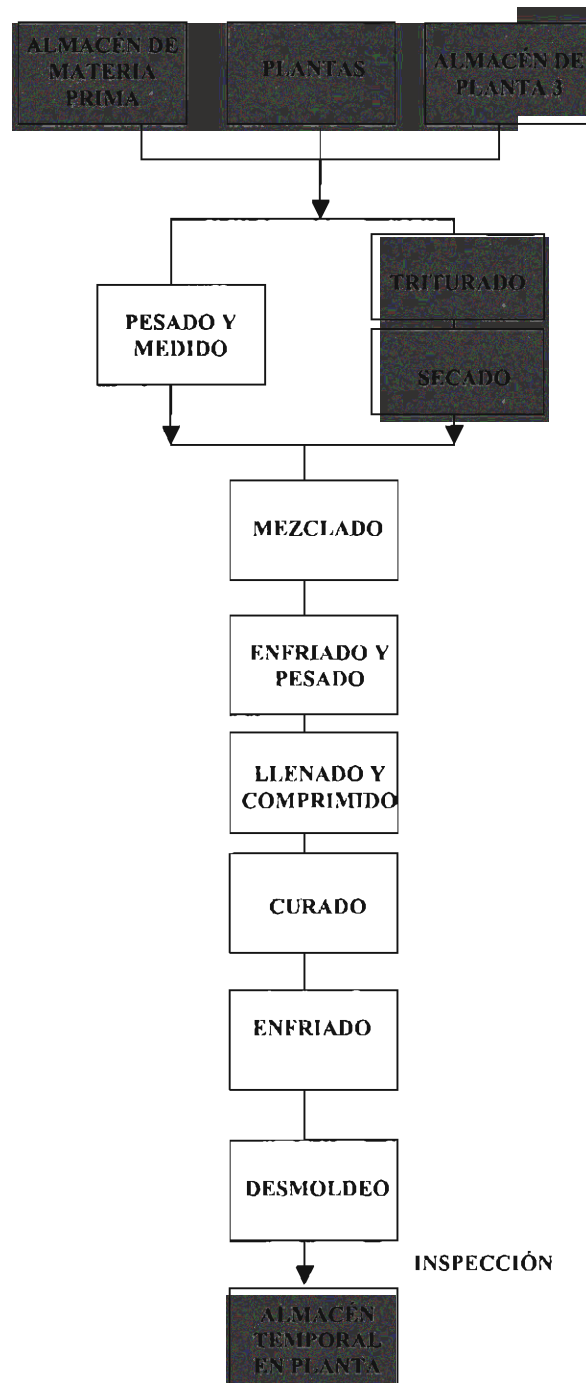 ALMACÉN DE
MATERIA
PRIMA
PLANTAS
ALMACÉN DE
PLANTA 3
PESADO Y
MEDIDO
TRITURADO
SECADO
MEZCLADO
ENFRIADO Y
PESADO
LLENADO Y
COMPRIMIDO
CURADO
ENFRIADO
DESMOLDEO
INSPECCIÓN
ALMACÉN
TEMPORAL
EN PLANTA